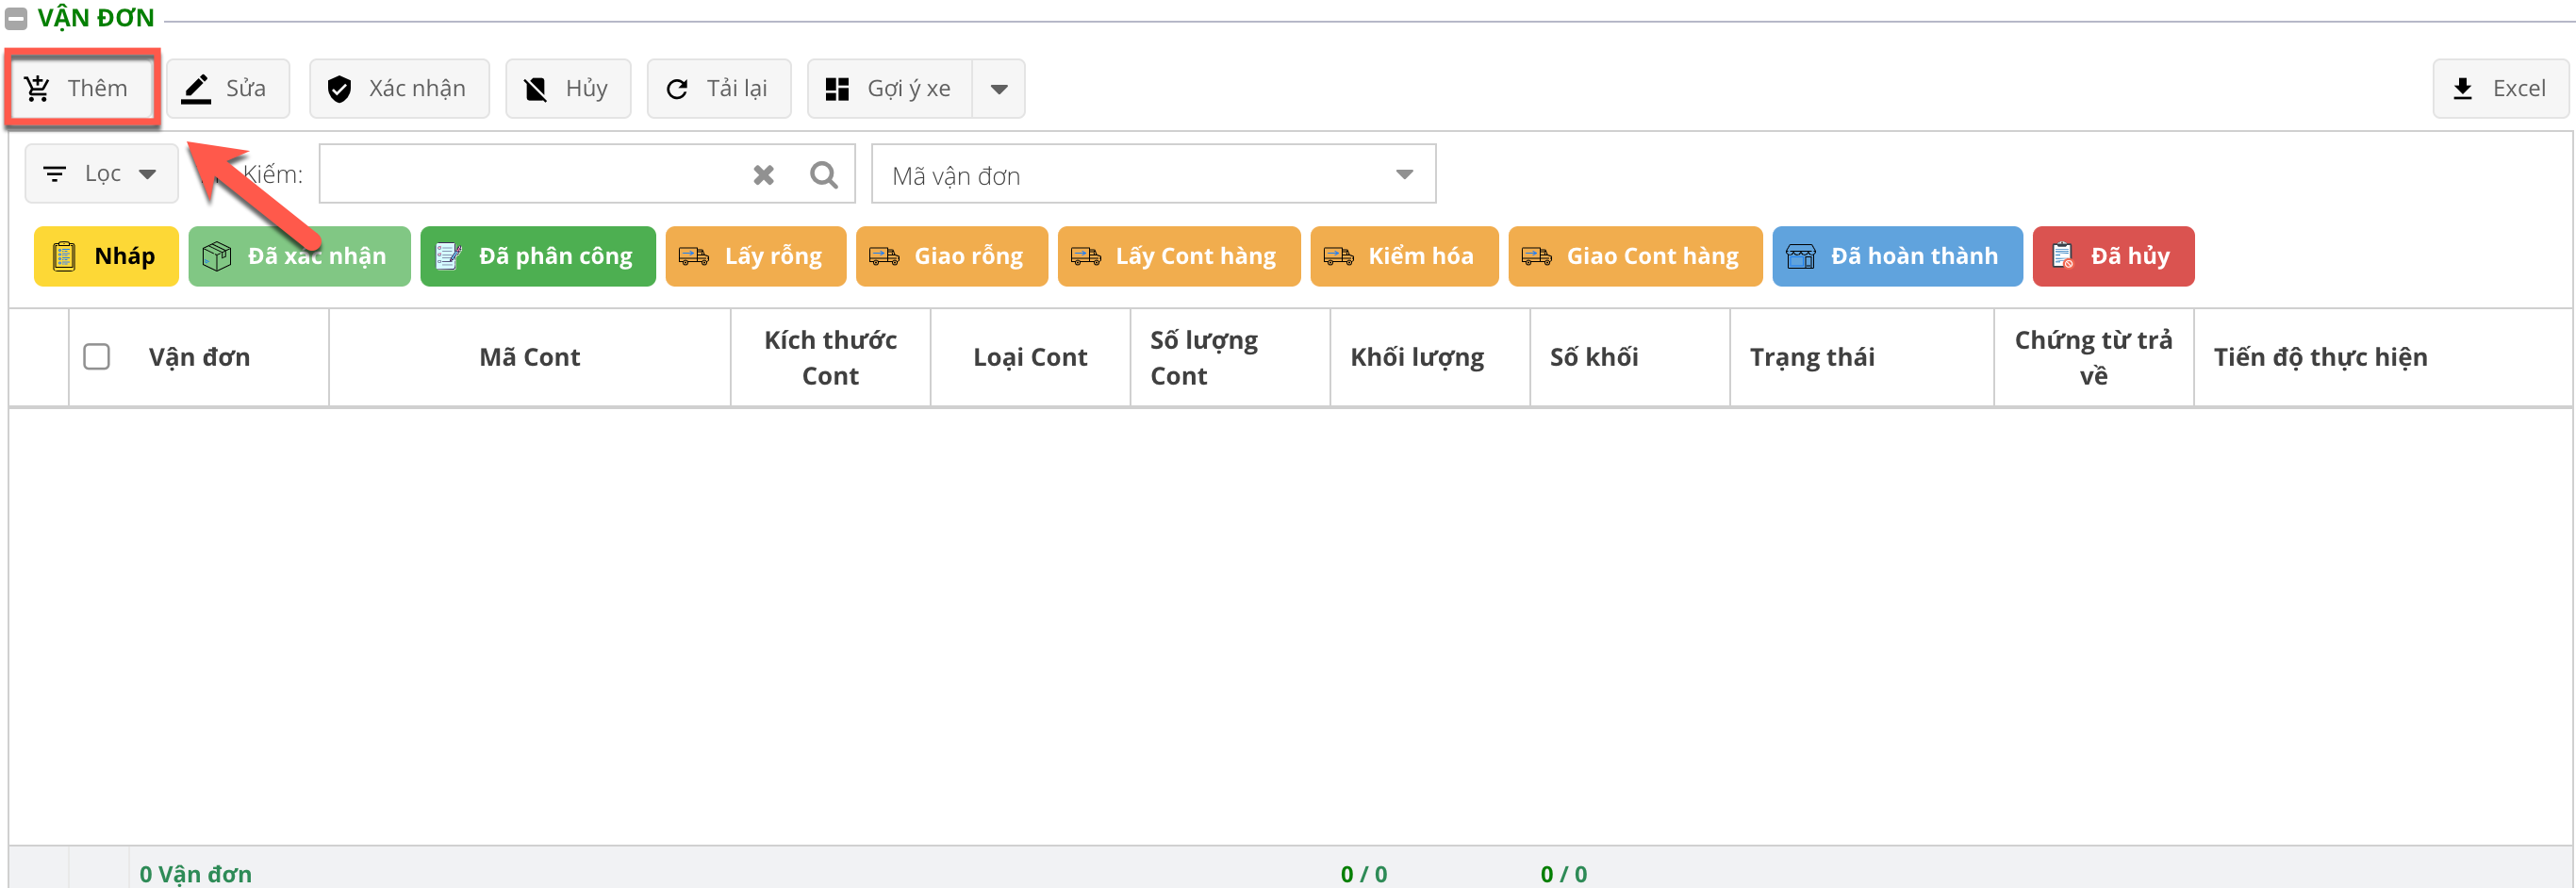 VẬN ĐƠN
Thêm Sửa Xác nhận Hủy Tải lại Gợi ý xe Excel
Lọc Kiếm: Mã vận đơn
Nháp Đã xác nhận Đã phân công Lấy rỗng Giao rỗng Lấy Cont hàng Kiểm hóa Giao Cont hàng Đã hoàn thành Đã hủy
Vận đơn Mã Cont Kích thước Cont Loại Cont Số lượng Cont Khối lượng Số khối Trạng thái Chứng từ trả về Tiến độ thực hiện
0 Vận đơn 0 / 0 0 / 0